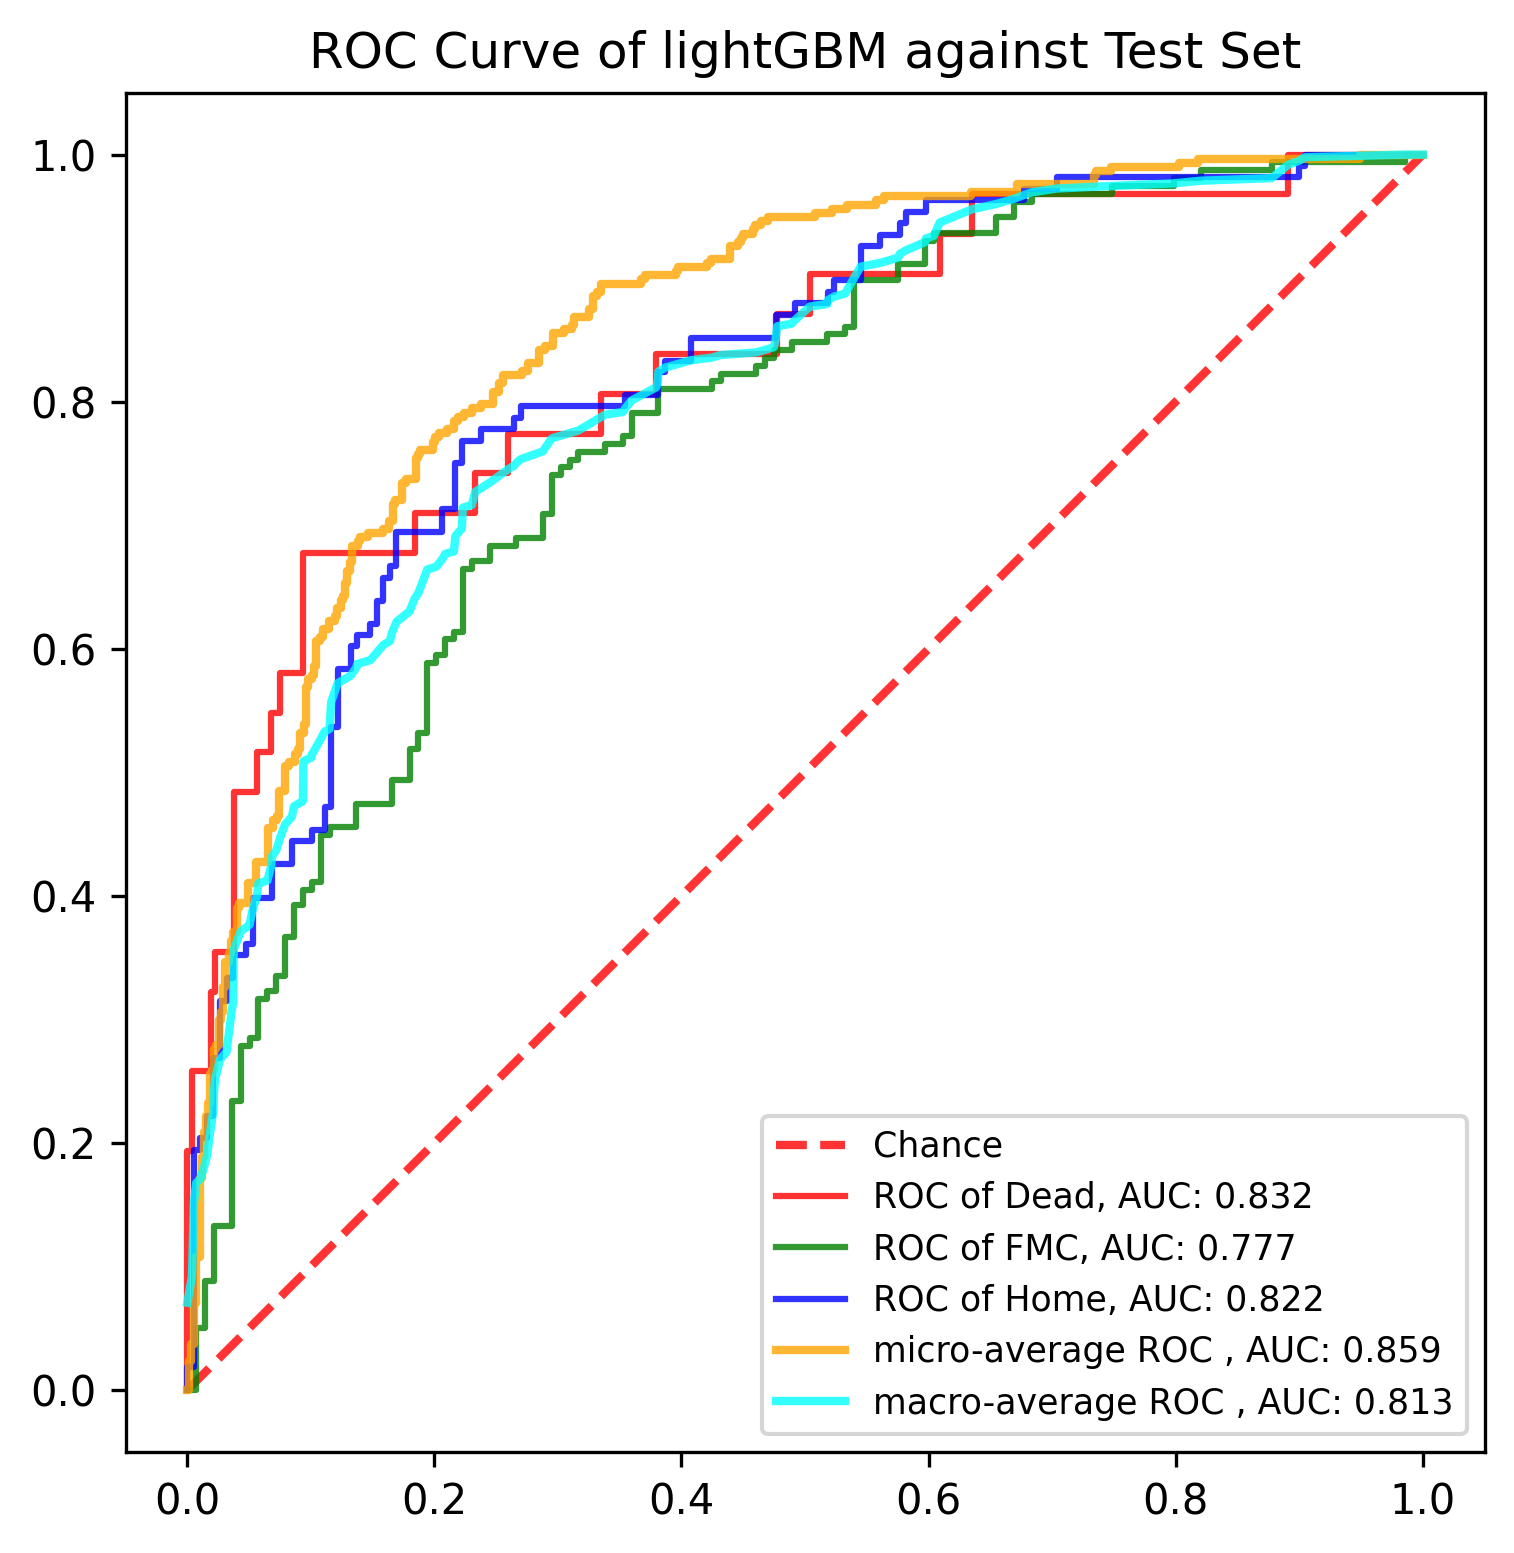 ROC Curve of lightGBM against Test Set
1.0
0.8
0.6
0.4
0.2
0.0
Chance
ROC of Dead, AUC: 0.832
ROC of FMC, AUC: 0.777
ROC of Home, AUC: 0.822
micro-average ROC , AUC: 0.859
macro-average ROC , AUC: 0.813
0.0 0.2 0.4 0.6 0.8 1.0